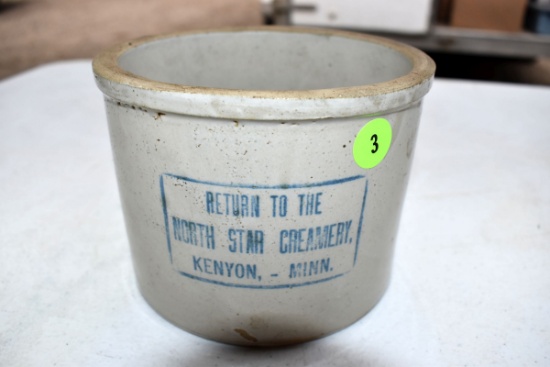 3
RETURN TO THE
NORTH STAR CREAMERY,
KENYON, - MINN.